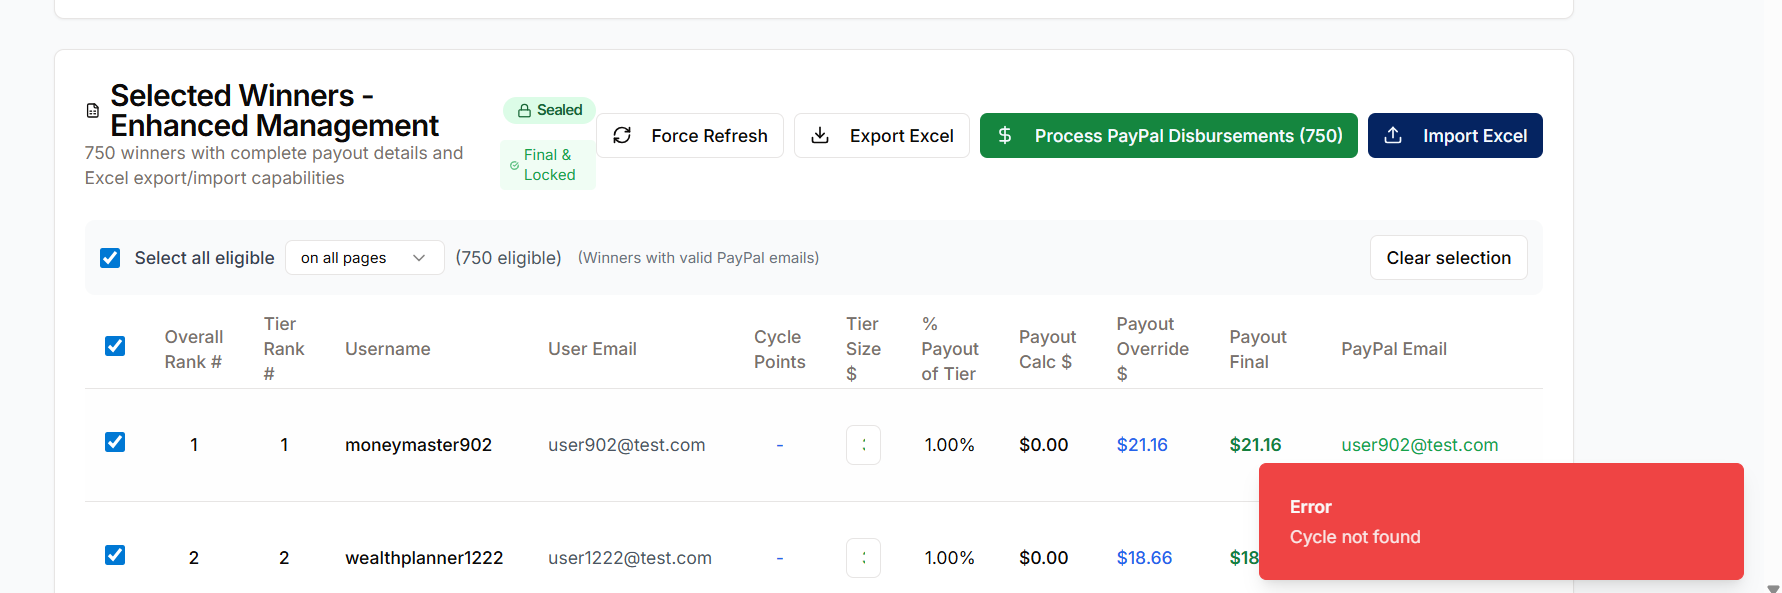 Selected Winners -
Enhanced Management
750 winners with complete payout details and
Excel export/import capabilities
Sealed
Final &
Locked
Force Refresh
Export Excel
$ Process PayPal Disbursements (750)
Import Excel
Select all eligible
on all pages
(750 eligible)
(Winners with valid PayPal emails)
Clear selection
Overall
Rank #
Tier
Rank
#
Username
User Email
Cycle
Points
Tier
Size
$
%
Payout
of Tier
Payout
Calc $
Payout
Override
$
Payout
Final
PayPal Email
1
1
moneymaster902
user902@test.com
-
1.00%
$0.00
$21.16
$21.16
user902@test.com
2
2
wealthplanner1222
user1222@test.com
-
1.00%
$0.00
$18.66
$18
Error
Cycle not found